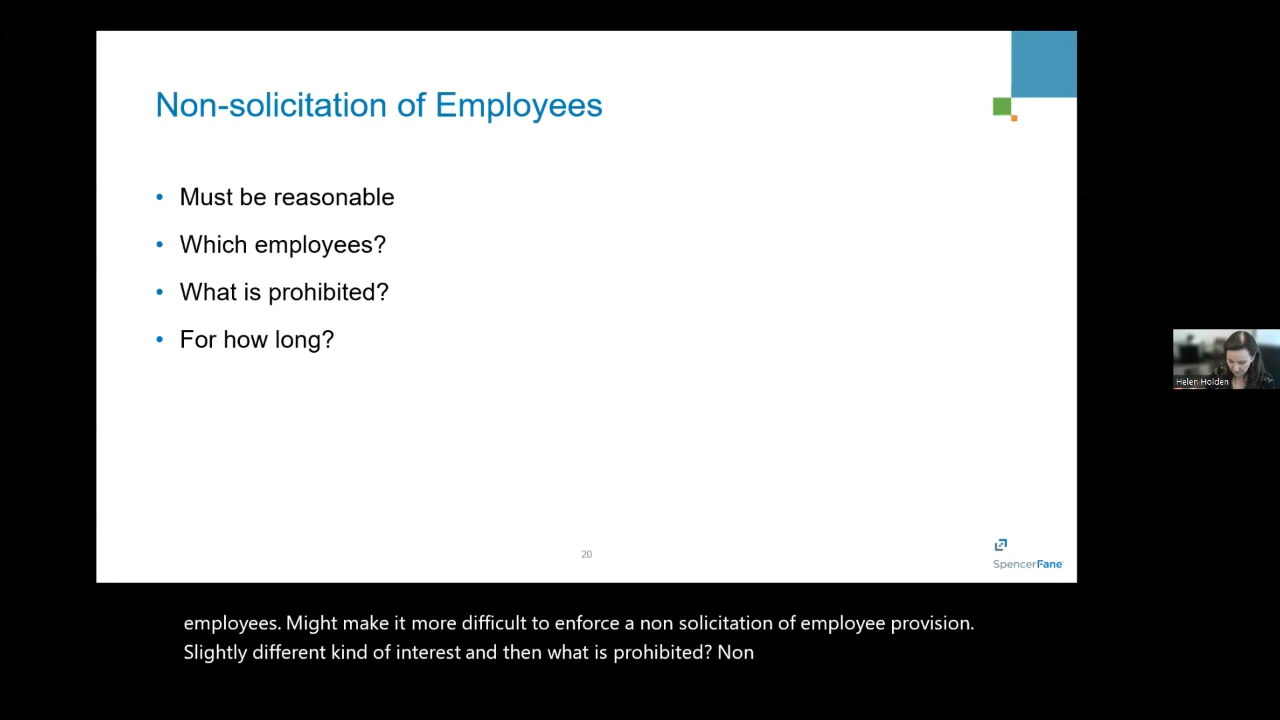 Non-solicitation of Employees
• Must be reasonable
• Which employees?
• What is prohibited?
• For how long?
Helen Holden
20
SpencerFane
employees. Might make it more difficult to enforce a non solicitation of employee provision.
Slightly different kind of interest and then what is prohibited? Non